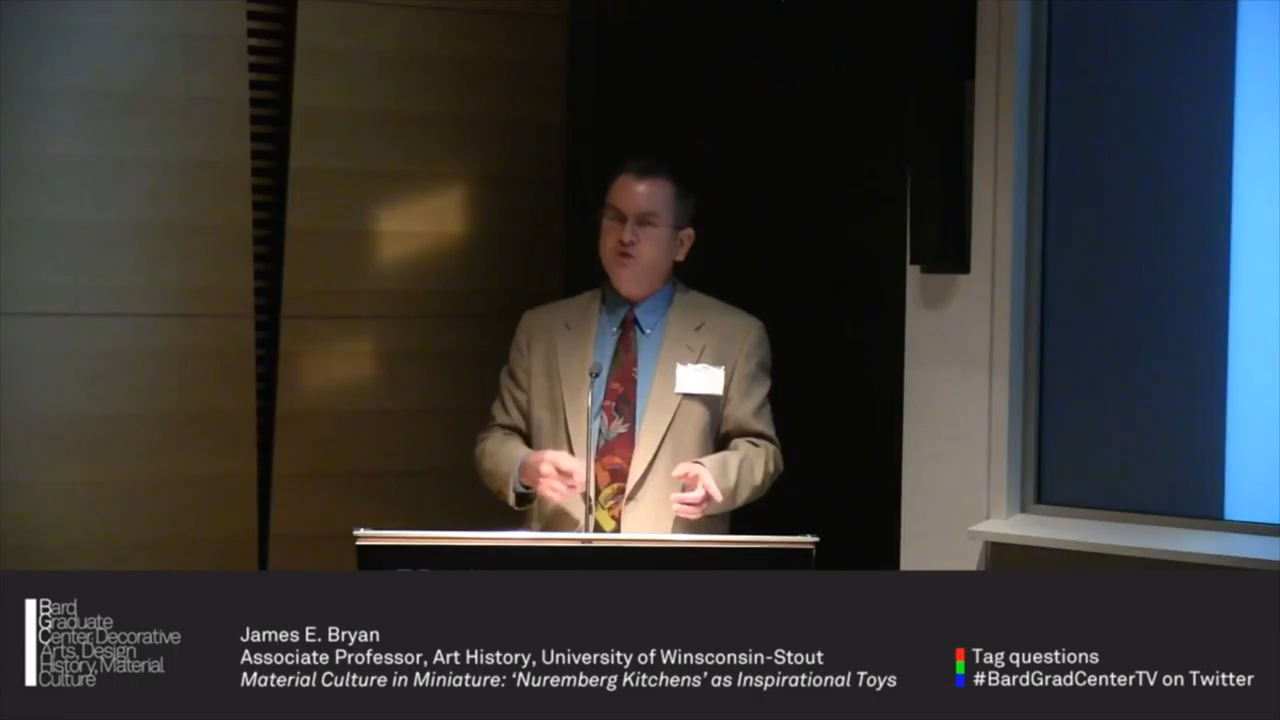 Bard
Graduate
Center, Decorative
Arts, Design
History, Material
Culture
James E. Bryan
Associate Professor, Art History, University of Winsconsin-Stout
Material Culture in Miniature: ‘Nuremberg Kitchens’ as Inspirational Toys
Tag questions
#BardGradCenterTV on Twitter